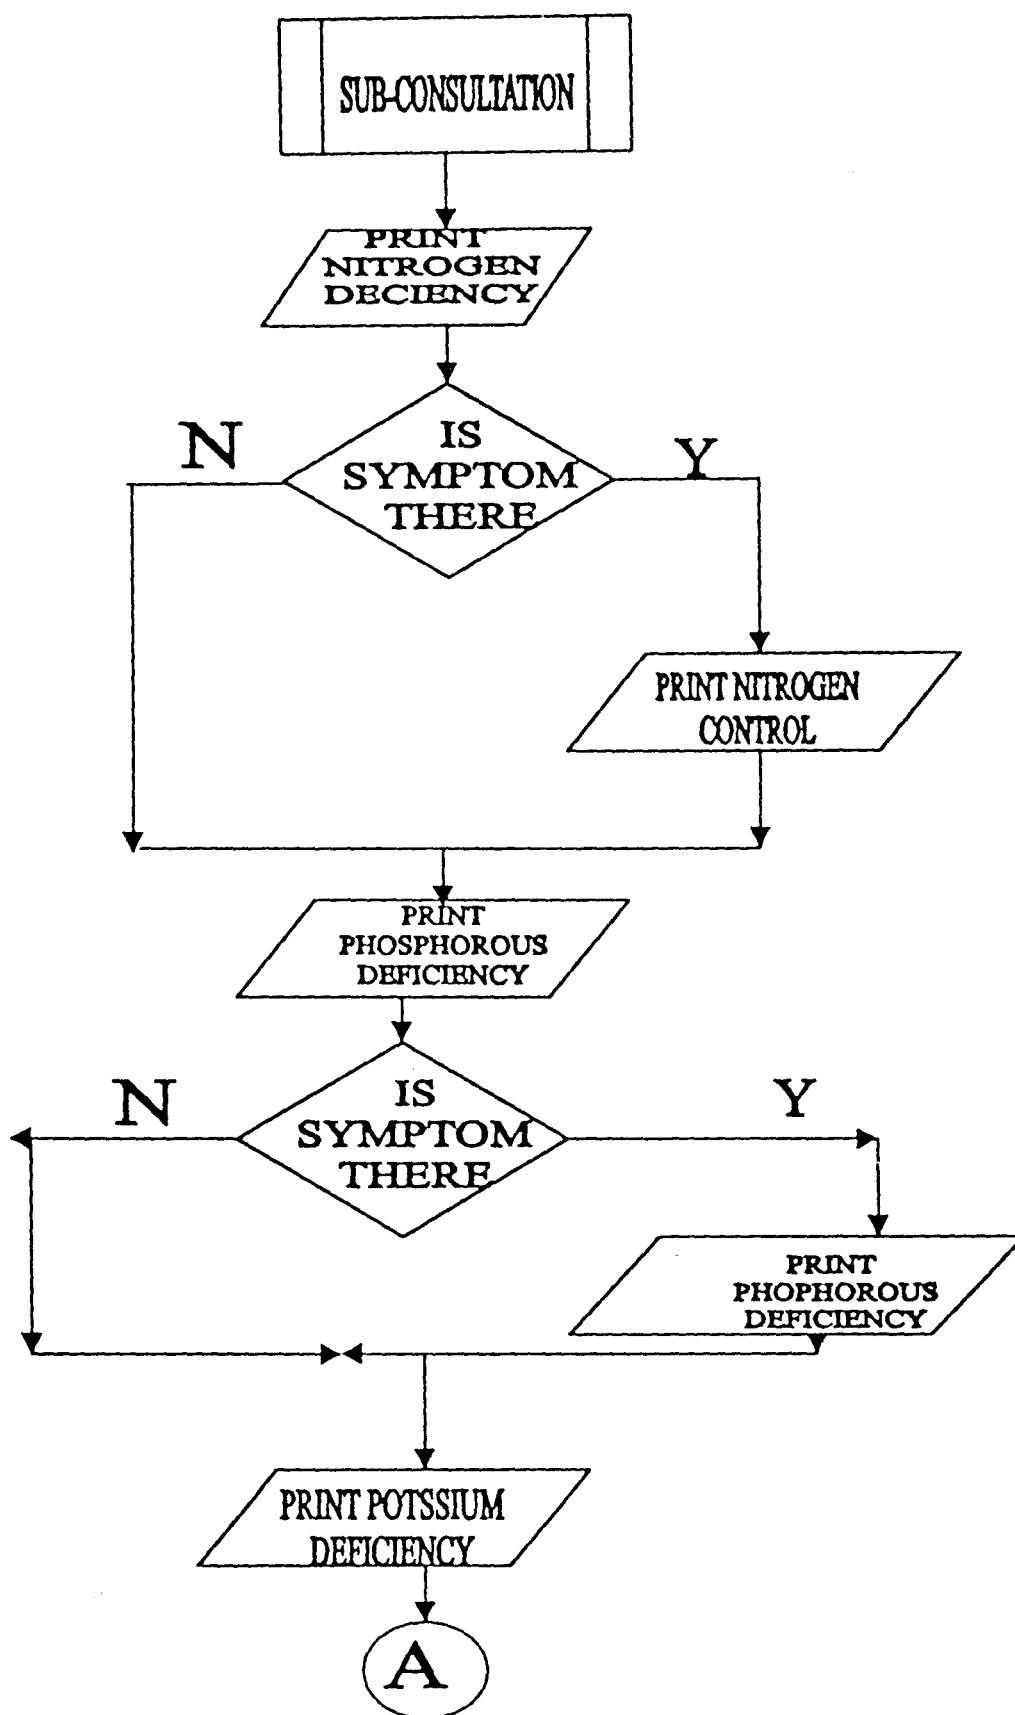 SUB-CONSULTATION
PRINT
NITROGEN
DECIENCY
N
IS
SYMPTOM
THERE
Y
PRINT NITROGEN
CONTROL
PRINT
PHOSPHOROUS
DEFICIENCY
N
IS
SYMPTOM
THERE
Y
PRINT
PHOPHOROUS
DEFICIENCY
PRINT POTSSIUM
DEFICIENCY
A